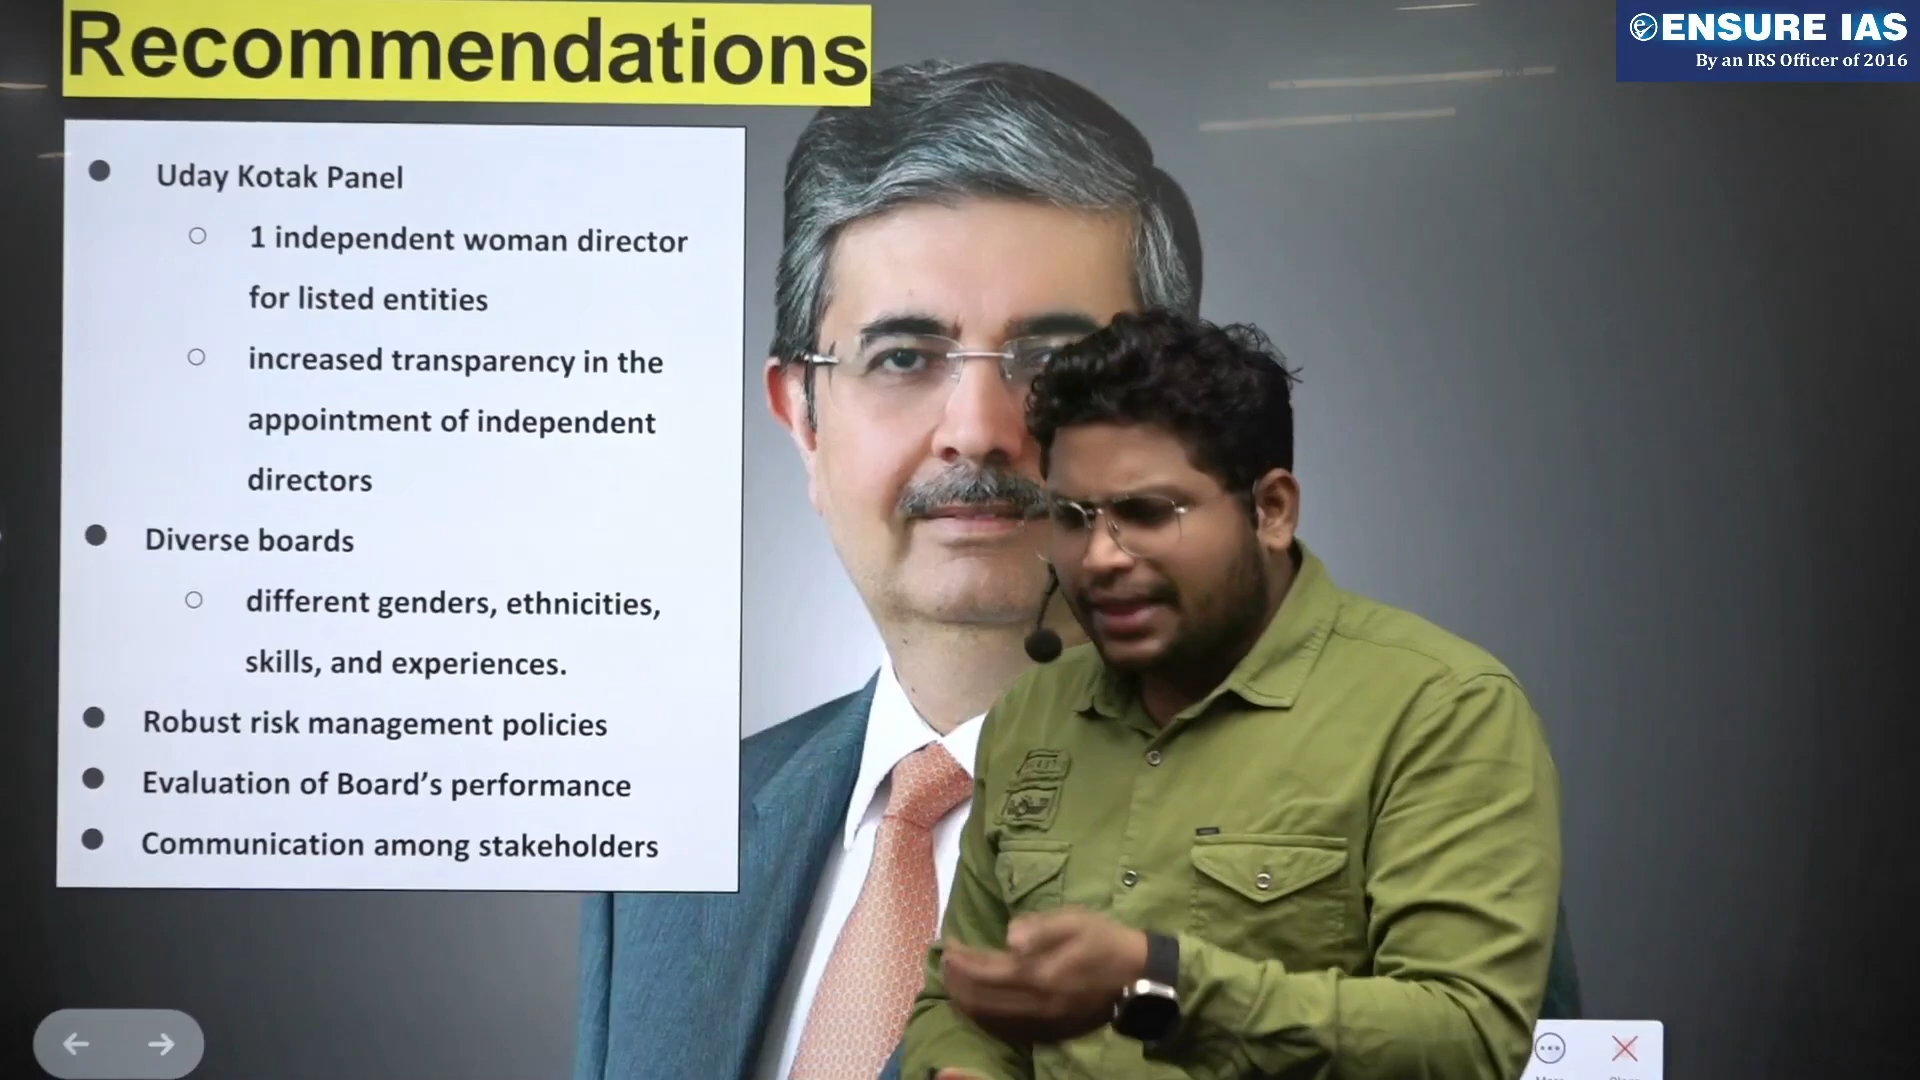 Recommendations
ENSURE IAS
By an IRS Officer of 2016
● Uday Kotak Panel
○ 1 independent woman director
for listed entities
○ increased transparency in the
appointment of independent
directors
● Diverse boards
○ different genders, ethnicities,
skills, and experiences.
● Robust risk management policies
● Evaluation of Board's performance
● Communication among stakeholders